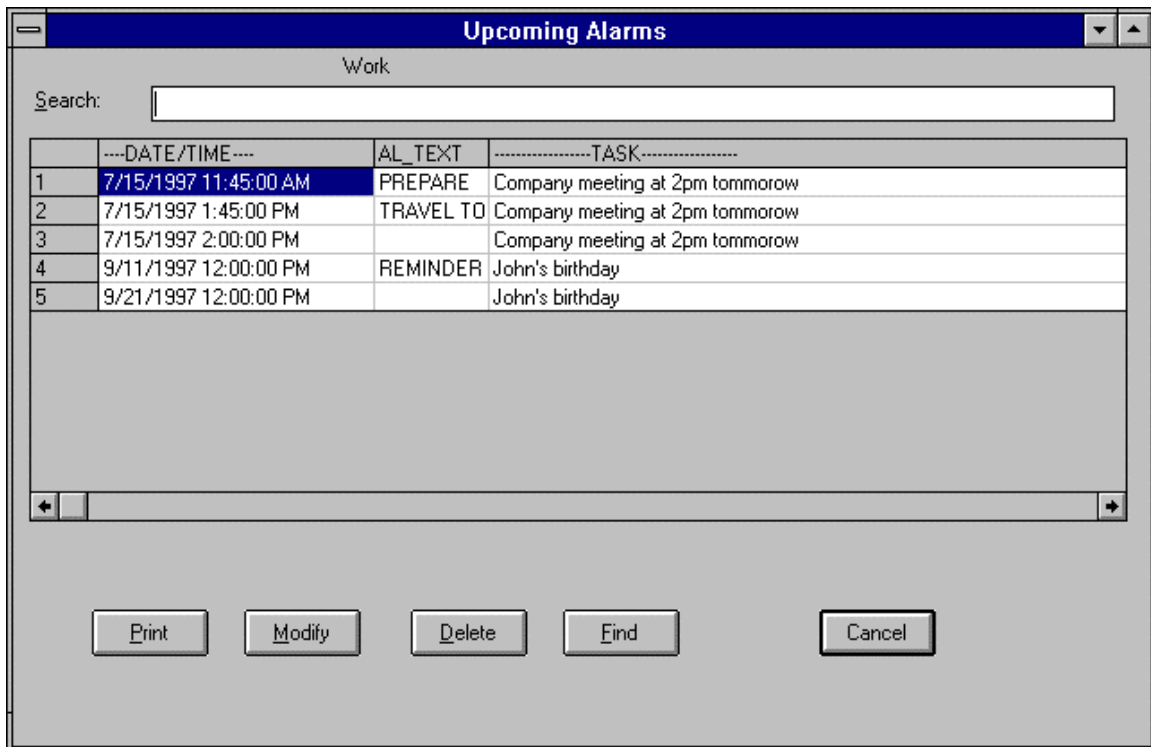 Upcoming Alarms
Work
Search:
----DATE/TIME---- AL_TEXT -----------------TASK-----------------
1 7/15/1997 11:45:00 AM PREPARE Company meeting at 2pm tommorow
2 7/15/1997 1:45:00 PM TRAVEL TO Company meeting at 2pm tommorow
3 7/15/1997 2:00:00 PM Company meeting at 2pm tommorow
4 9/11/1997 12:00:00 PM REMINDER John's birthday
5 9/21/1997 12:00:00 PM John's birthday
Print Modify Delete Find Cancel